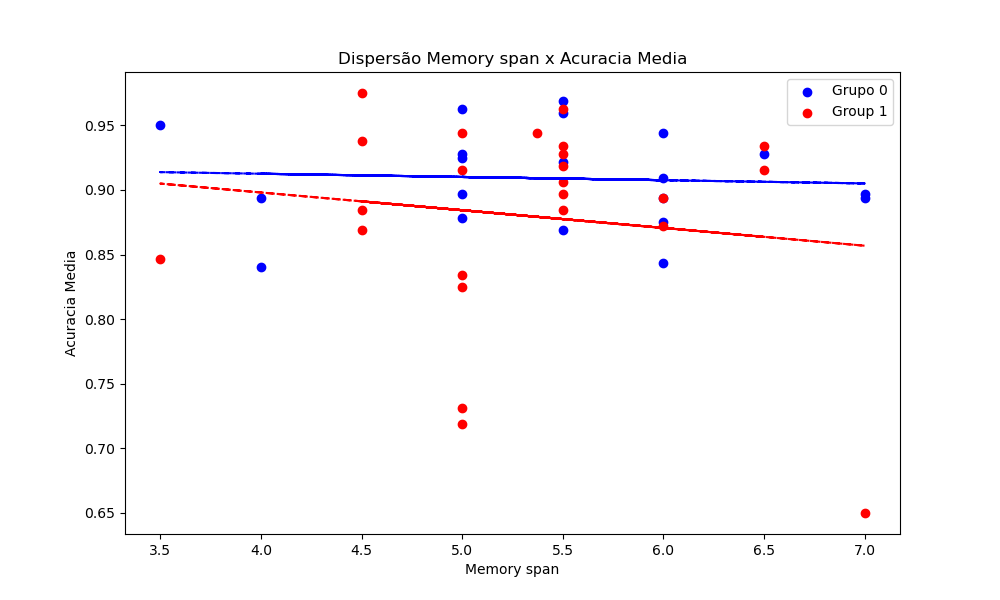 Dispersão Memory span x Acuracia Media
Grupo 0
Group 1
Acuracia Media
0.95
0.90
0.85
0.80
0.75
0.70
0.65
3.5 4.0 4.5 5.0 5.5 6.0 6.5 7.0
Memory span